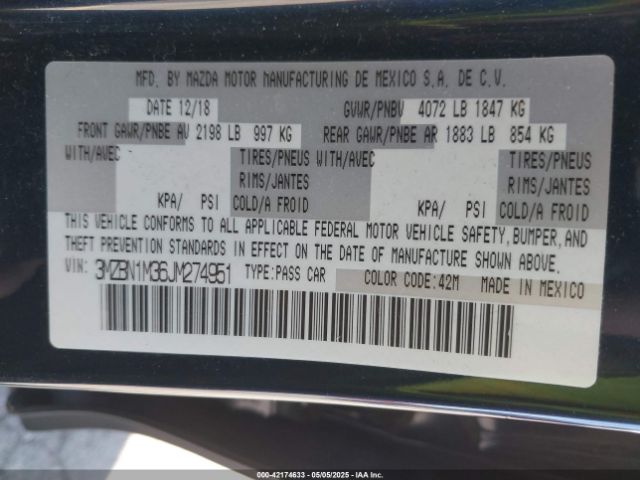 MFD. BY MAZDA MOTOR MANUFACTURING DE MEXICO S.A. DE C.V.
DATE 12/18 GVWR/PNBV 4072 LB 1847 KG
FRONT GAWR/PNBE AV 2198 LB 997 KG REAR GAWR/PNBE AR 1883 LB 854 KG
WITH/AVEC TIRES/PNEUS WITH/AVEC TIRES/PNEUS
RIMS/JANTES RIMS/JANTES
KPA/ PSI COLD/A FROID KPA/ PSI COLD/A FROID
THIS VEHICLE CONFORMS TO ALL APPLICABLE FEDERAL MOTOR VEHICLE SAFETY, BUMPER, AND
THEFT PREVENTION STANDARDS IN EFFECT ON THE DATE OF MANUFACTURE SHOWN ABOVE.
VIN: 3MZBN1M36JM274951 TYPE:PASS CAR COLOR CODE:42M MADE IN MEXICO
000-42174633 - 05/05/2025 - IAAI.com